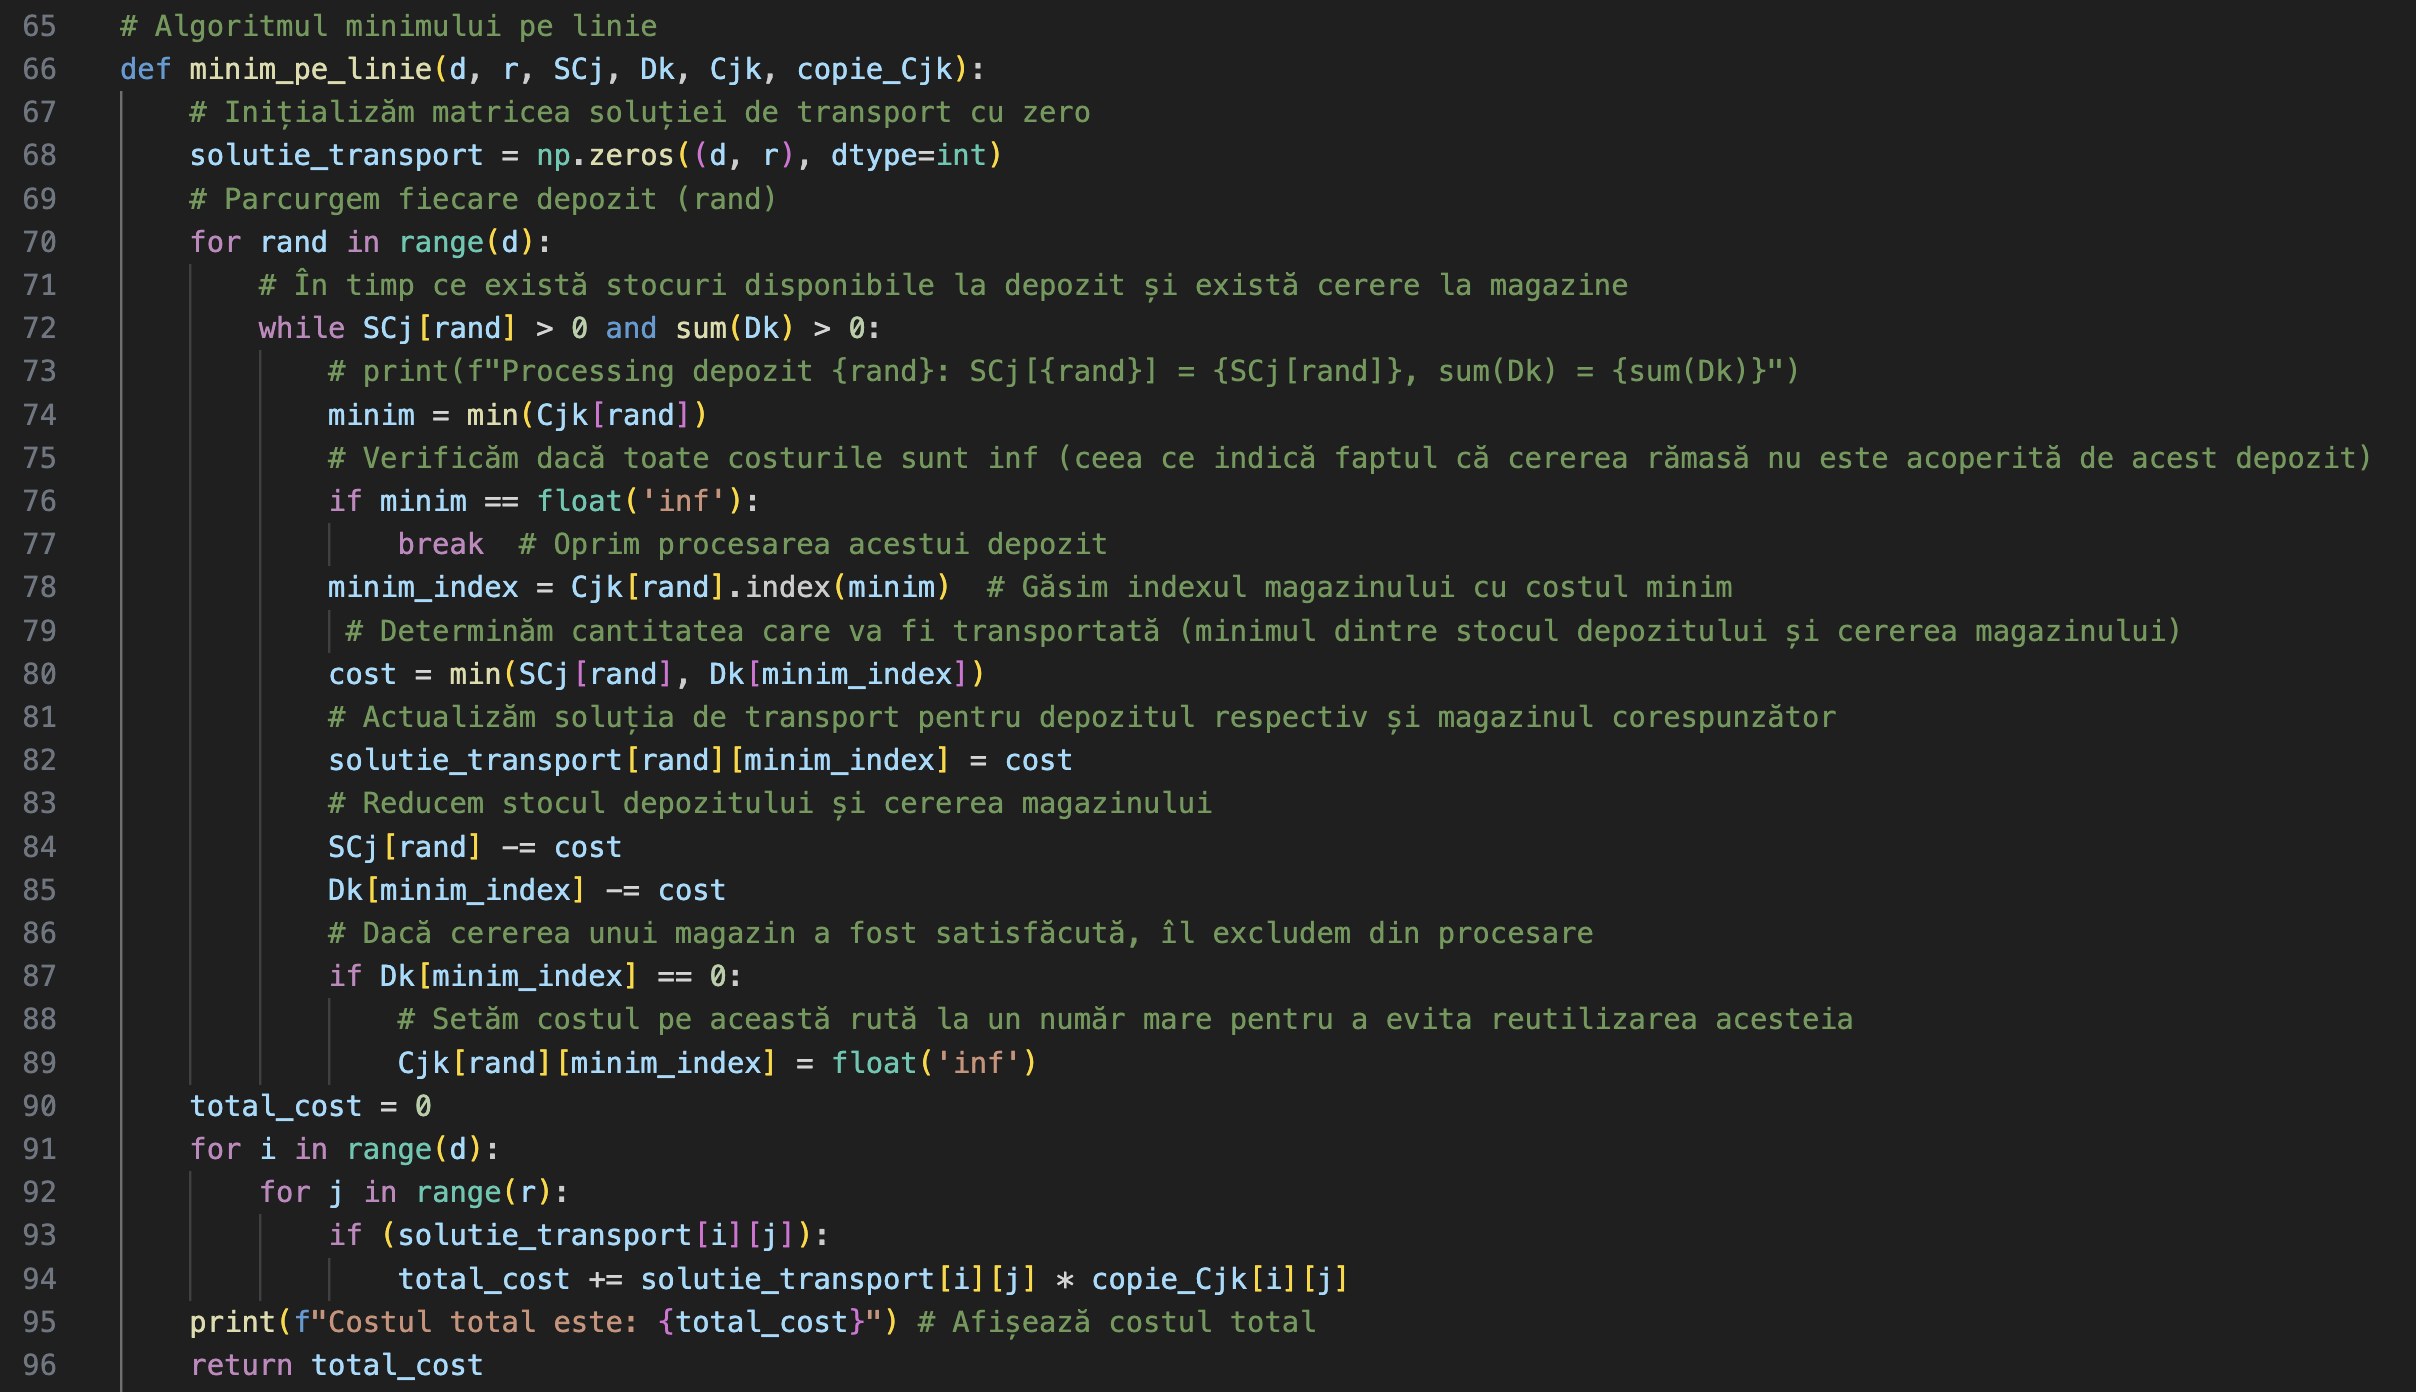 65 # Algoritmul minimului pe linie
66 def minim_pe_linie(d, r, SCj, Dk, Cjk, copie_Cjk):
67 # Inițializăm matricea soluției de transport cu zero
68 solutie_transport = np.zeros((d, r), dtype=int)
69 # Parcurgem fiecare depozit (rand)
70 for rand in range(d):
71 # În timp ce există stocuri disponibile la depozit și există cerere la magazine
72 while SCj[rand] > 0 and sum(Dk) > 0:
73 # print(f"Processing depozit {rand}: SCj[{rand}] = {SCj[rand]}, sum(Dk) = {sum(Dk)}")
74 minim = min(Cjk[rand])
75 # Verificăm dacă toate costurile sunt inf (ceea ce indică faptul că cererea rămasă nu este acoperită de acest depozit)
76 if minim == float('inf'):
77 break # Oprim procesarea acestui depozit
78 minim_index = Cjk[rand].index(minim) # Găsim indexul magazinului cu costul minim
79 # Determinăm cantitatea care va fi transportată (minimul dintre stocul depozitului și cererea magazinului)
80 cost = min(SCj[rand], Dk[minim_index])
81 # Actualizăm soluția de transport pentru depozitul respectiv și magazinul corespunzător
82 solutie_transport[rand][minim_index] = cost
83 # Reducem stocul depozitului și cererea magazinului
84 SCj[rand] -= cost
85 Dk[minim_index] -= cost
86 # Dacă cererea unui magazin a fost satisfăcută, îl excludem din procesare
87 if Dk[minim_index] == 0:
88 # Setăm costul pe această rută la un număr mare pentru a evita reutilizarea acesteia
89 Cjk[rand][minim_index] = float('inf')
90 total_cost = 0
91 for i in range(d):
92 for j in range(r):
93 if (solutie_transport[i][j]):
94 total_cost += solutie_transport[i][j] * copie_Cjk[i][j]
95 print(f"Costul total este: {total_cost}") # Afișează costul total
96 return total_cost